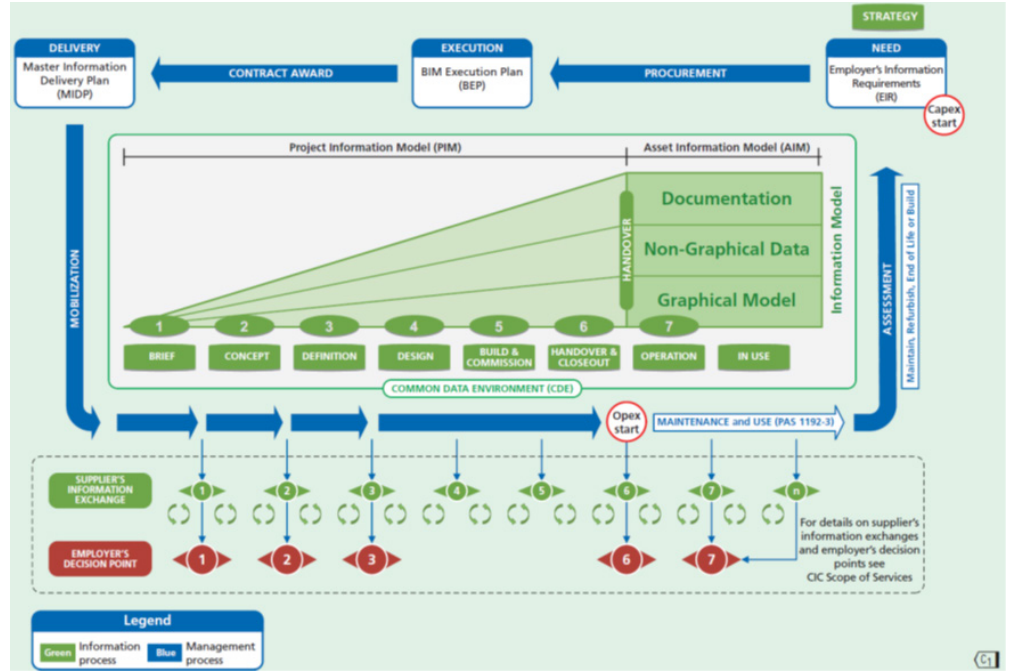 STRATEGY
DELIVERY
Master Information
Delivery Plan
(MIDP)
CONTRACT AWARD
EXECUTION
BIM Execution Plan
(BEP)
PROCUREMENT
NEED
Employer's Information
Requirements
(EIR)
Capex
start
Project Information Model (PIM)
Asset Information Model (AIM)
Documentation
Non-Graphical Data
Graphical Model
HANDOVER
Information Model
MOBILIZATION
ASSESSMENT
Maintain, Refurbish, End of Life or Build
1 2 3 4 5 6 7
BRIEF
CONCEPT
DEFINITION
DESIGN
BUILD &
COMMISSION
HANDOVER &
CLOSEOUT
OPERATION
IN USE
COMMON DATA ENVIRONMENT (CDE)
Opex
start
MAINTENANCE and USE (PAS 1192-3)
SUPPLIER'S
INFORMATION
EXCHANGE
1 2 3 4 5 6 7 n
EMPLOYER'S
DECISION POINT
1 2 3 6 7
For details on supplier's
information exchanges
and employer's decision
points see
CIC Scope of Services
Legend
Green Information
process
Blue Management
process
C1